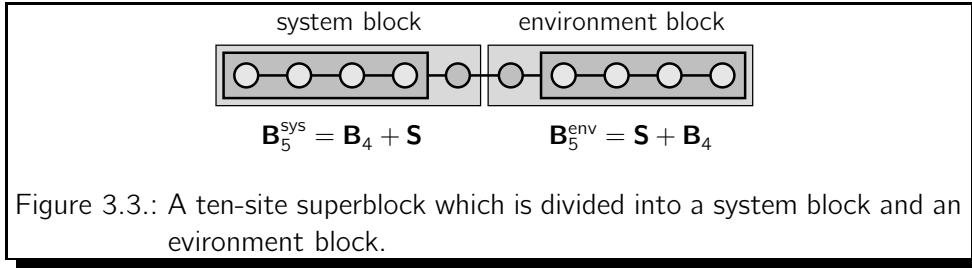 system block environment block
B₅^sys = B₄ + S B₅^env = S + B₄
Figure 3.3.: A ten-site superblock which is divided into a system block and an
evironment block.